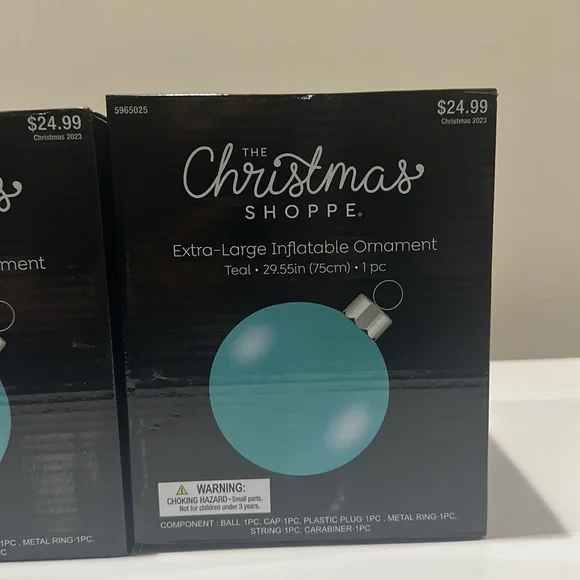 $24.99
Christmas 2023
ment
1PC, METAL RING·1PC,
5965025
$24.99
Christmas 2023
THE
Christmas
SHOPPE®
Extra-Large Inflatable Ornament
Teal • 29.55in (75cm) • 1 pc
WARNING:
CHOKING HAZARD-Small parts.
Not for children under 3 years.
COMPONENT : BALL·1PC, CAP·1PC, PLASTIC PLUG·1PC , METAL RING·1PC,
STRING·1PC, CARABINER·1PC